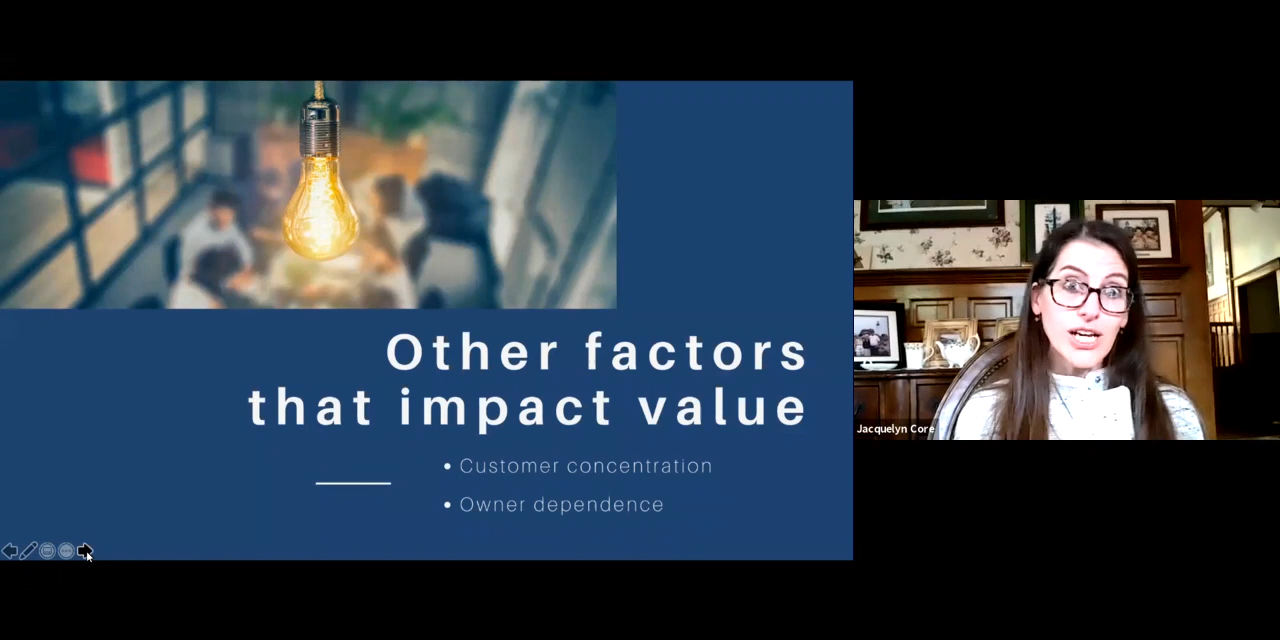 Other factors
that impact value
• Customer concentration
• Owner dependence
Jacquelyn Core